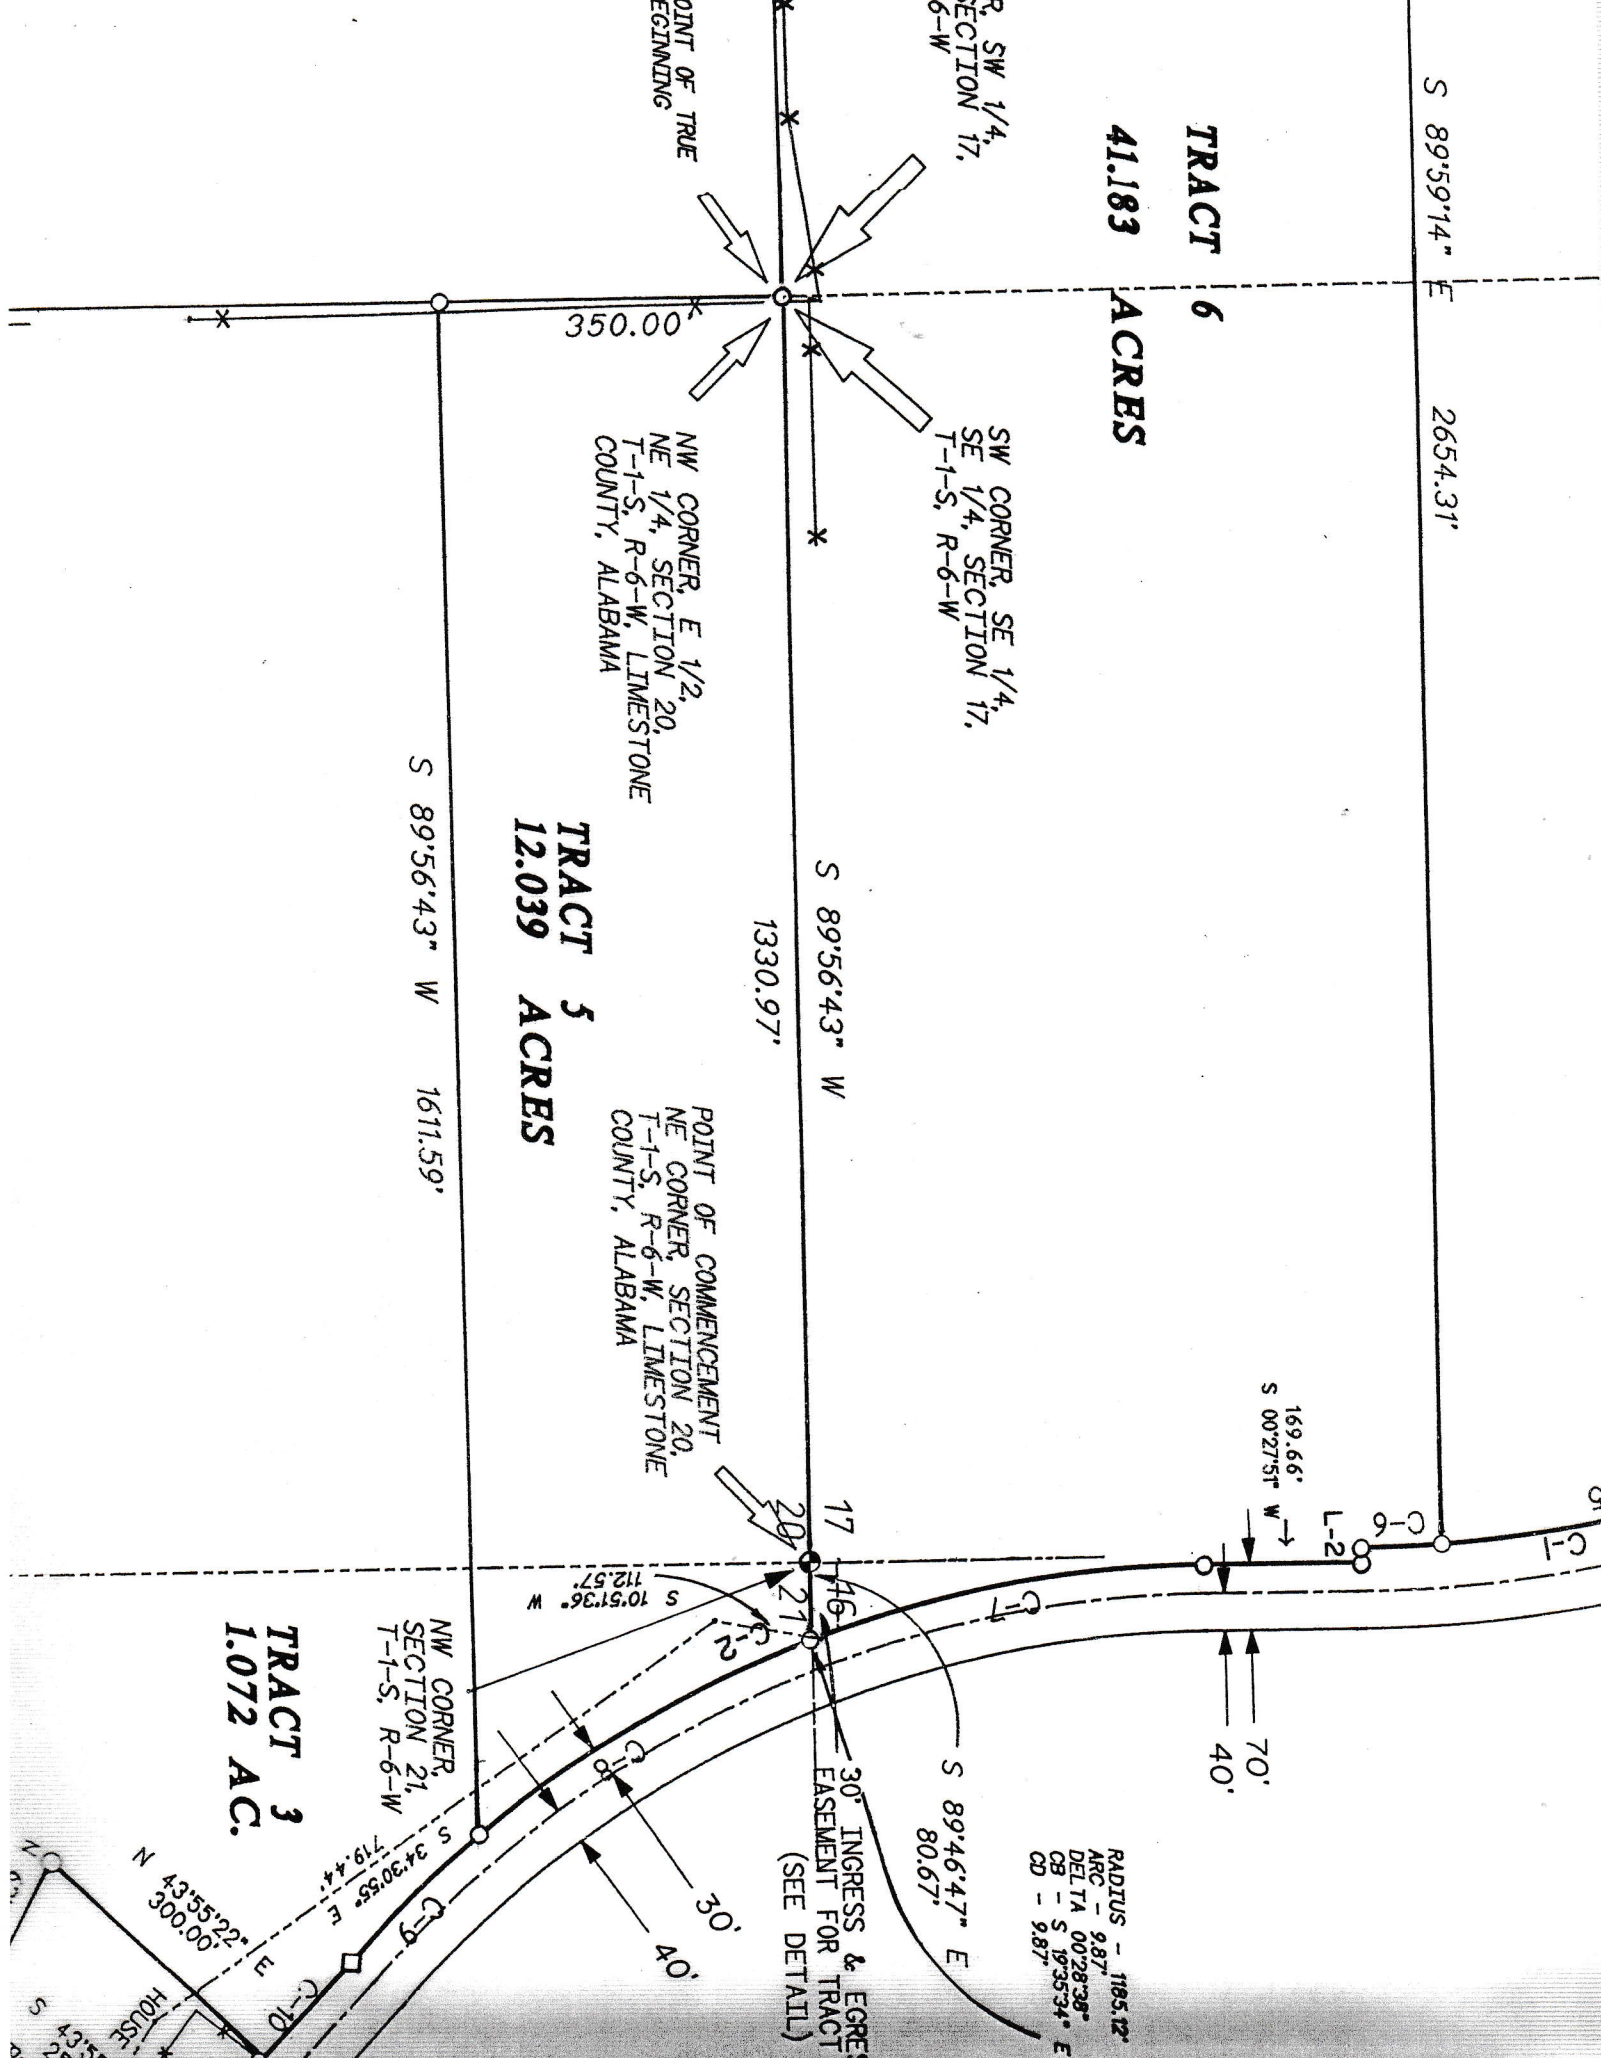 S 89°59'14" E 2654.31'
TRACT 6
41.183 ACRES
SW 1/4,
SECTION 17,
6-W
POINT OF TRUE
BEGINNING
350.00'
SW CORNER, SE 1/4,
SE 1/4, SECTION 17,
T-1-S, R-6-W
NW CORNER, E 1/2,
NE 1/4, SECTION 20,
T-1-S, R-6-W, LIMESTONE
COUNTY, ALABAMA
S 89°56'43" W
1330.97'
TRACT 5
12.039 ACRES
S 89°56'43" W 1611.59'
POINT OF COMMENCEMENT
NE CORNER, SECTION 20,
T-1-S, R-6-W, LIMESTONE
COUNTY, ALABAMA
169.66'
S 00°27'51" W
L-2
C-6
C-1
17
16
20
21
C-7
C-2
S 10°51'36" W
112.57'
NW CORNER,
SECTION 21,
T-1-S, R-6-W
TRACT 3
1.072 AC.
70'
40'
S 89°46'47" E
80.67'
30' INGRESS & EGRES
EASEMENT FOR TRACT
(SEE DETAIL)
RADIUS - 1185.12'
ARC - 9.87'
DELTA 00°28'38"
CB - S 19°35'34" E
CD - 9.87'
C-8
30'
40'
S 34°30'55" E
719.44'
C-9
C-10
N 43°55'22" E
300.00'
HOUSE